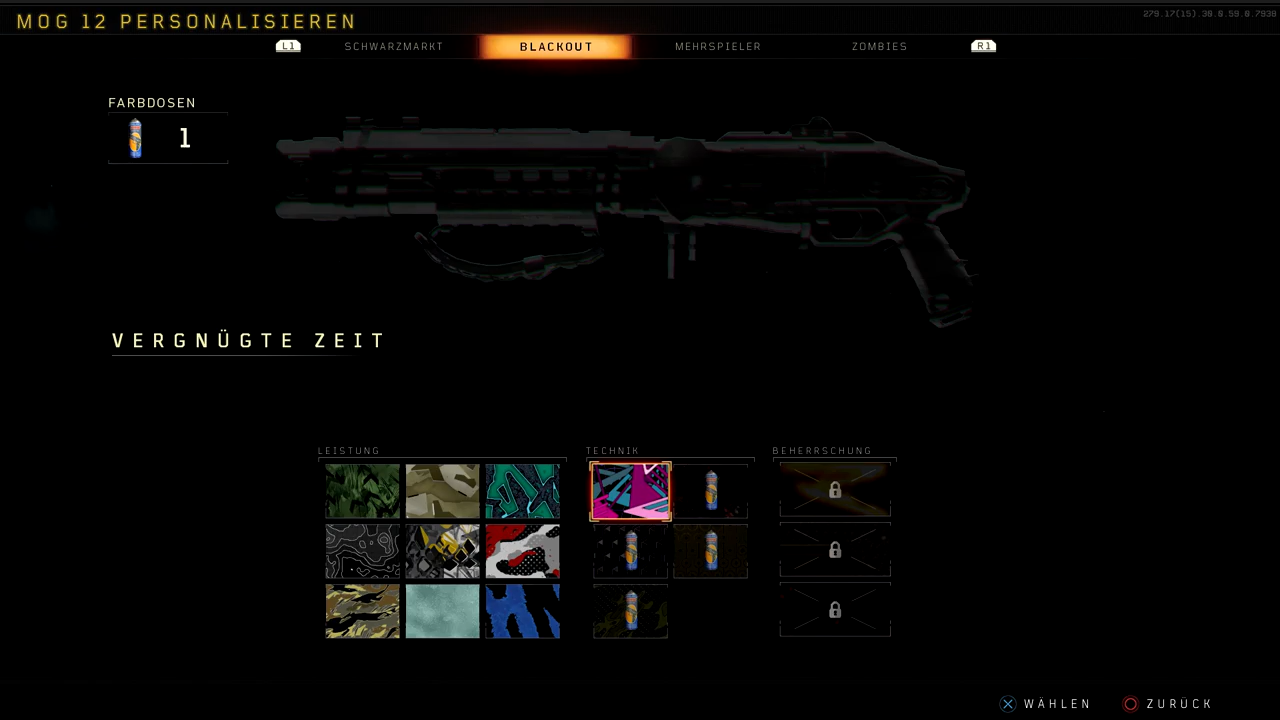 MOG 12 PERSONALISIEREN
279.17(15).30.0.59.0.7938
L1 SCHWARZMARKT BLACKOUT MEHRSPIELER ZOMBIES R1
FARBDOSEN
1
VERGNÜGTE ZEIT
LEISTUNG TECHNIK BEHERRSCHUNG
WÄHLEN ZURÜCK